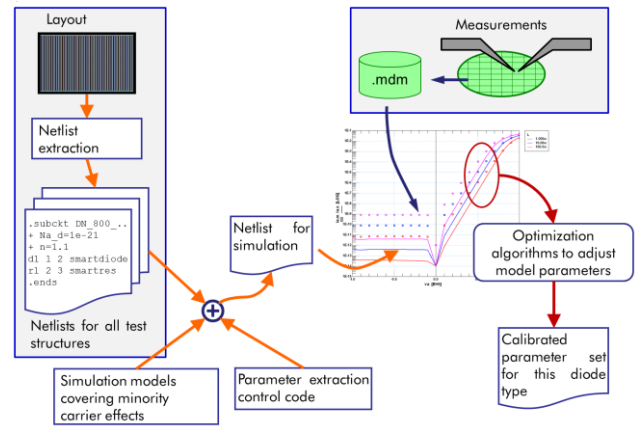 Layout
Netlist
extraction
.subckt DN_800_..
+ Na_d=1e-21
+ n=1.1
d1 1 2 smartdiode
r1 2 3 smartres
.ends
Netlists for all test
structures
Simulation models
covering minority
carrier effects
Parameter extraction
control code
Netlist for
simulation
Measurements
.mdm
Optimization
algorithms to adjust
model parameters
Calibrated
parameter set
for this diode
type